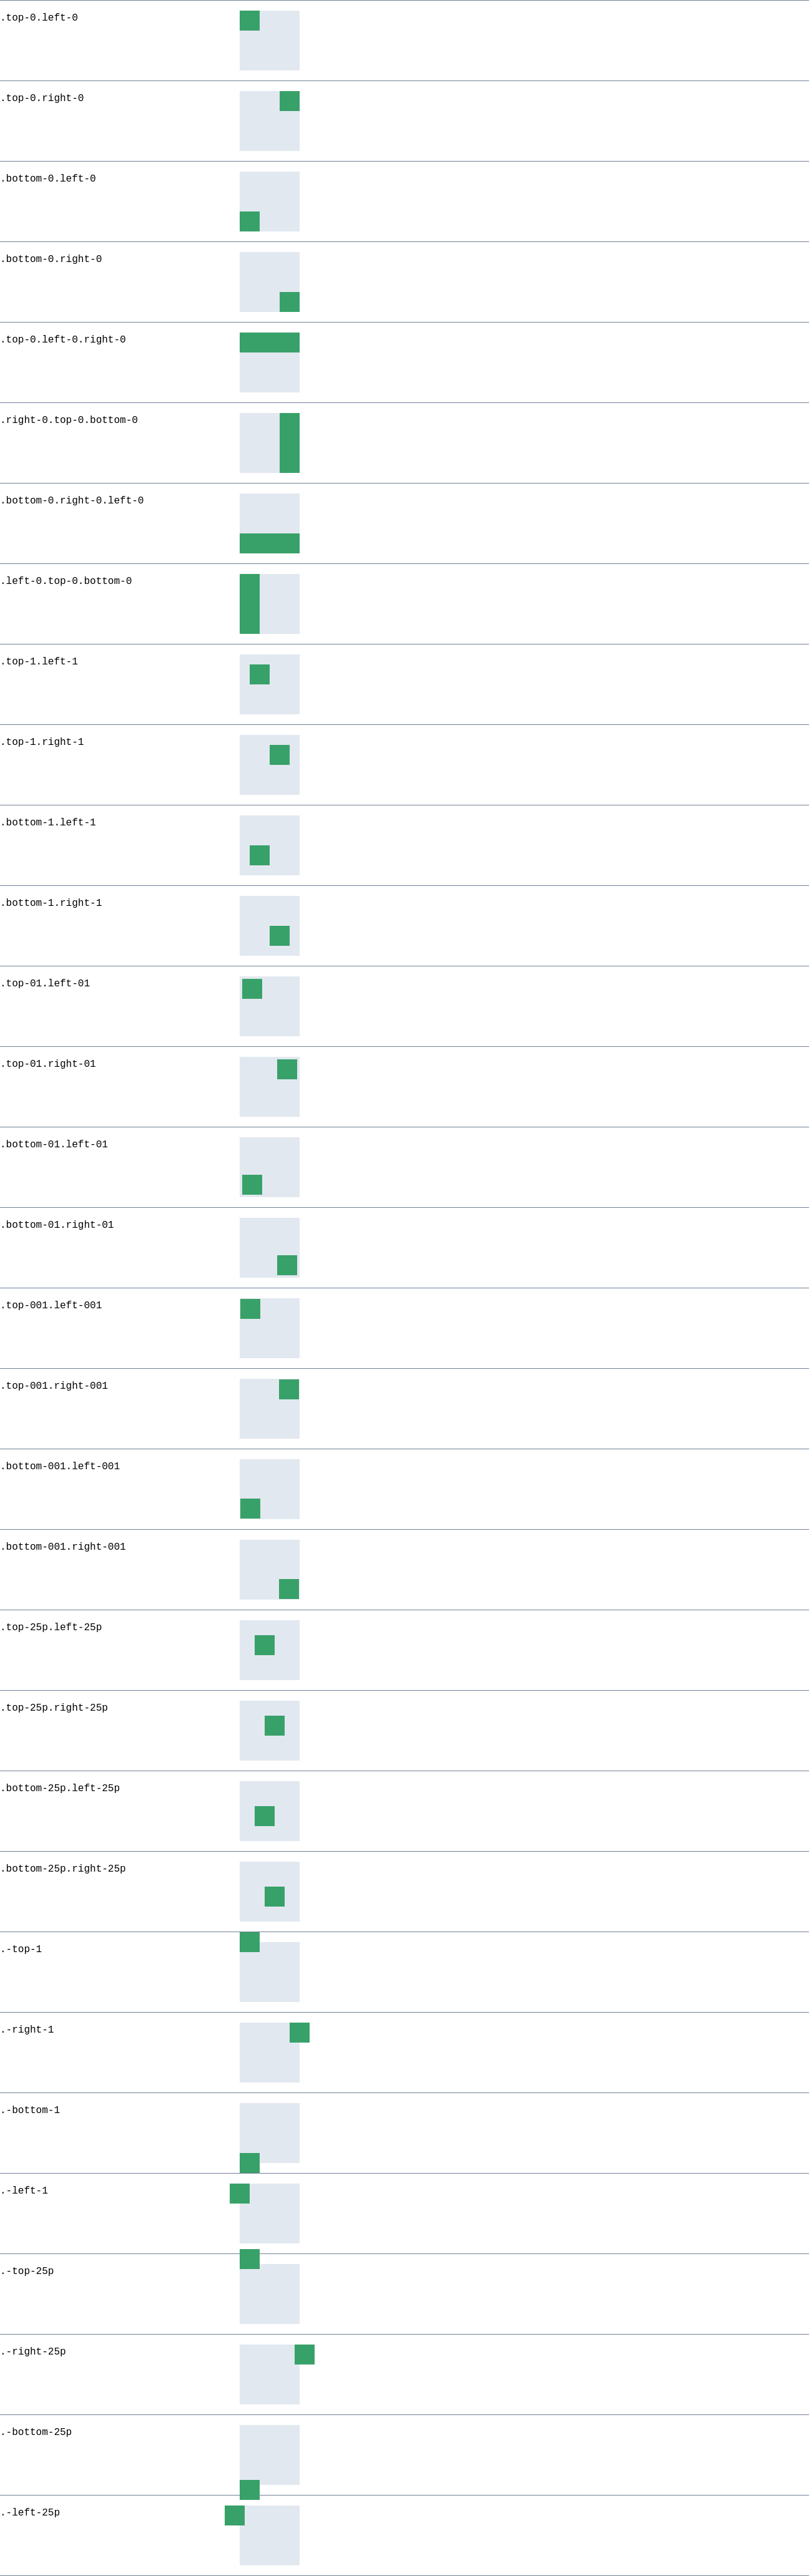 .top-0.left-0
.top-0.right-0
.bottom-0.left-0
.bottom-0.right-0
.top-0.left-0.right-0
.right-0.top-0.bottom-0
.bottom-0.right-0.left-0
.left-0.top-0.bottom-0
.top-1.left-1
.top-1.right-1
.bottom-1.left-1
.bottom-1.right-1
.top-01.left-01
.top-01.right-01
.bottom-01.left-01
.bottom-01.right-01
.top-001.left-001
.top-001.right-001
.bottom-001.left-001
.bottom-001.right-001
.top-25p.left-25p
.top-25p.right-25p
.bottom-25p.left-25p
.bottom-25p.right-25p
.-top-1
.-right-1
.-bottom-1
.-left-1
.-top-25p
.-right-25p
.-bottom-25p
.-left-25p